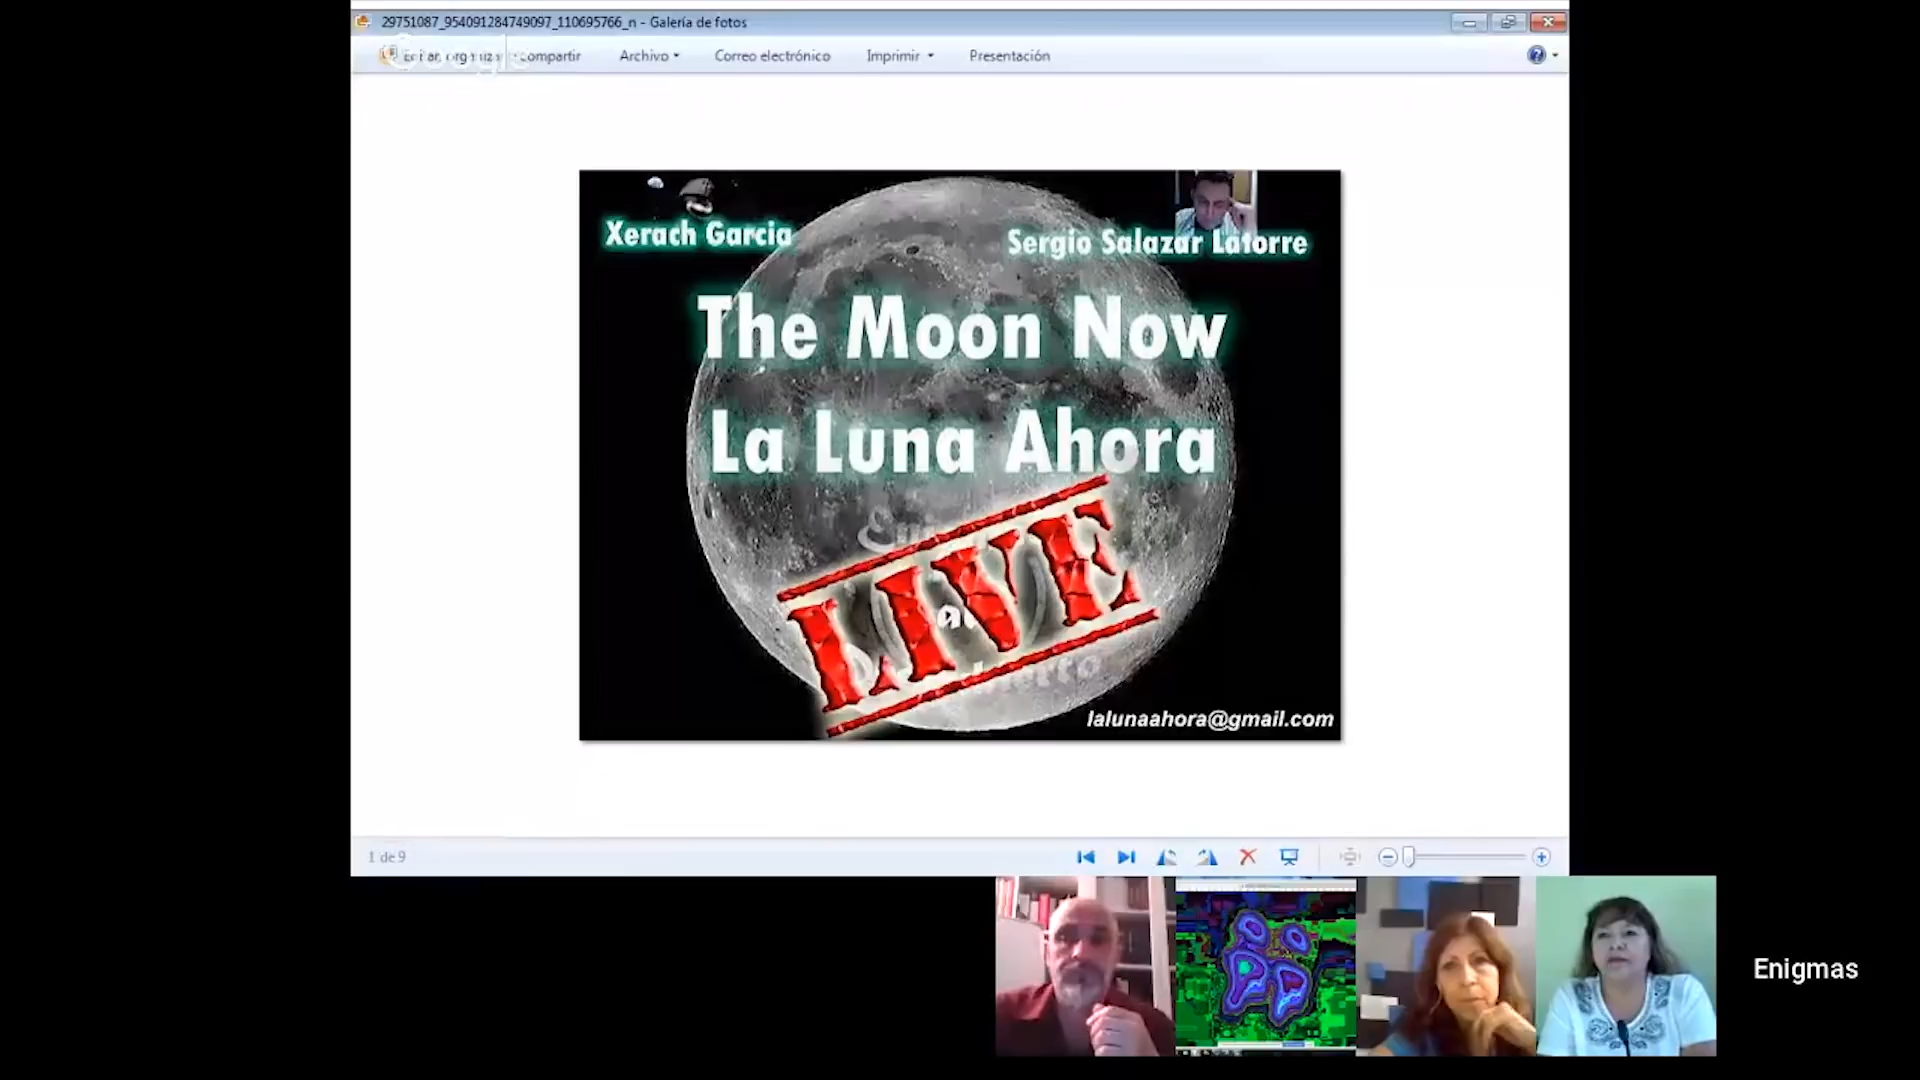 29751087_954091284749097_110695766_n - Galería de fotos
compartir
Archivo
Correo electrónico
Imprimir
Presentación
Xerach Garcia
Sergio Salazar Latorre
The Moon Now
La Luna Ahora
LIVE
lalunaahora@gmail.com
1 de 9
Enigmas